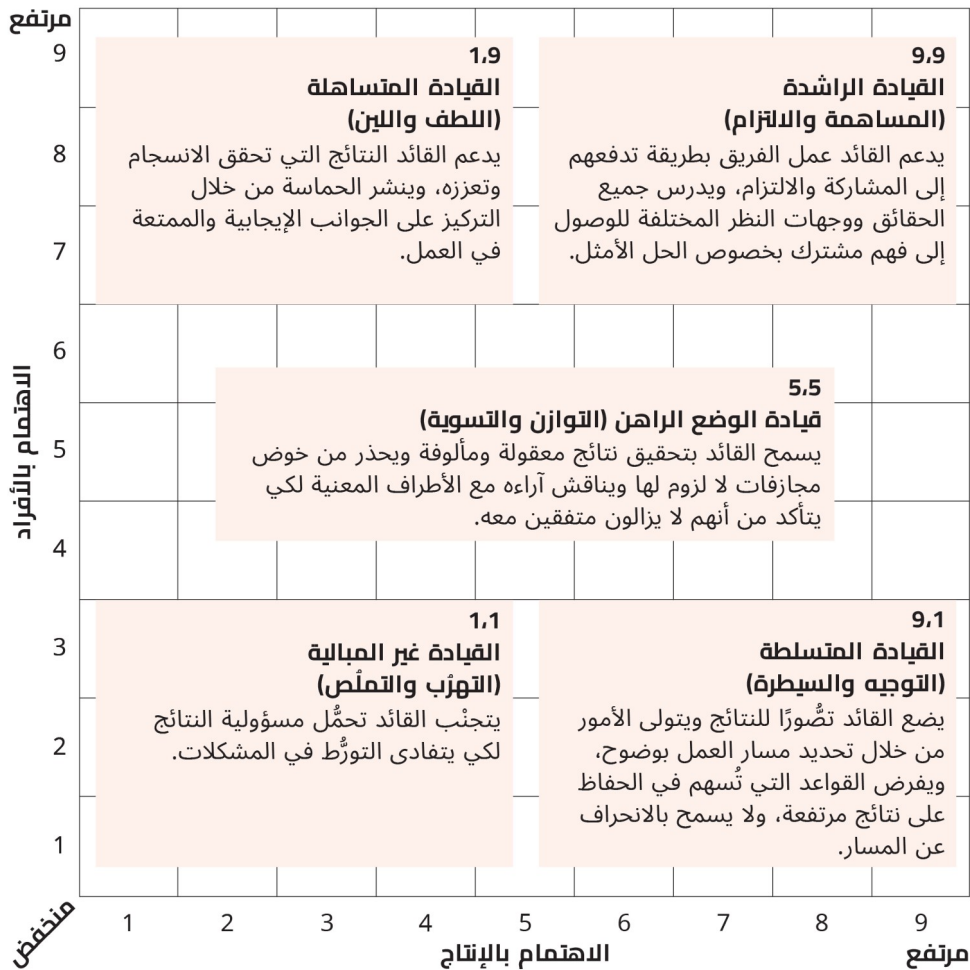 مرتفع
9
8
7
6
5
4
3
2
1
الاهتمام بالأفراد
9،9
القيادة الراشدة
(المساهمة والالتزام)
يدعم القائد عمل الفريق بطريقة تدفعهم
إلى المشاركة والالتزام، ويدرس جميع
الحقائق ووجهات النظر المختلفة للوصول
إلى فهم مشترك بخصوص الحل الأمثل.
1،9
القيادة المتساهلة
(اللطف واللين)
يدعم القائد النتائج التي تحقق الانسجام
وتعززه، وينشر الحماسة من خلال
التركيز على الجوانب الإيجابية والممتعة
في العمل.
5،5
قيادة الوضع الراهن (التوازن والتسوية)
يسمح القائد بتحقيق نتائج معقولة ومألوفة ويحذر من خوض
مجازفات لا لزوم لها ويناقش آراءه مع الأطراف المعنية لكي
يتأكد من أنهم لا يزالون متفقين معه.
9،1
القيادة المتسلطة
(التوجيه والسيطرة)
يضع القائد تصُّورًا للنتائج ويتولى الأمور
من خلال تحديد مسار العمل بوضوح،
ويفرض القواعد التي تُسهم في الحفاظ
على نتائج مرتفعة، ولا يسمح بالانحراف
عن المسار.
1،1
القيادة غير المبالية
(التهرُب والتملُص)
يتجنْب القائد تحمُّل مسؤولية النتائج
لكي يتفادى التورُّط في المشكلات.
منخفض
1 2 3 4 5 6 7 8 9
الاهتمام بالإنتاج
مرتفع